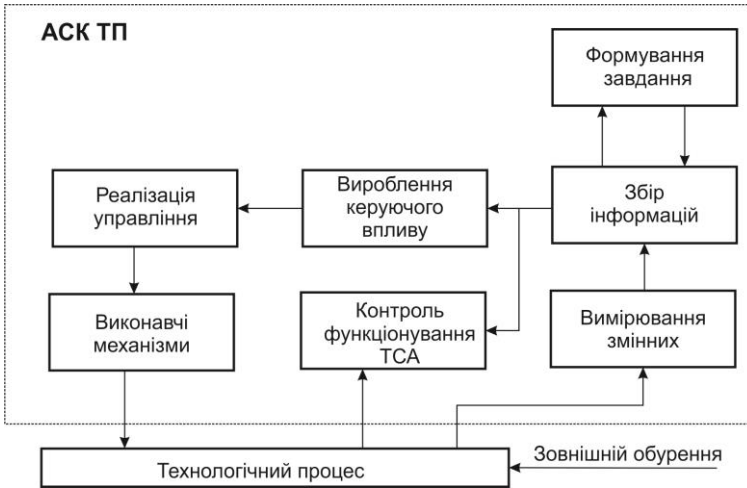 АСК ТП
Формування
завдання
Реалізація
управління
Вироблення
керуючого
впливу
Збір
інформацій
Виконавчі
механізми
Контроль
функціонування
ТСА
Вимірювання
змінних
Зовнішній обурення
Технологічний процес